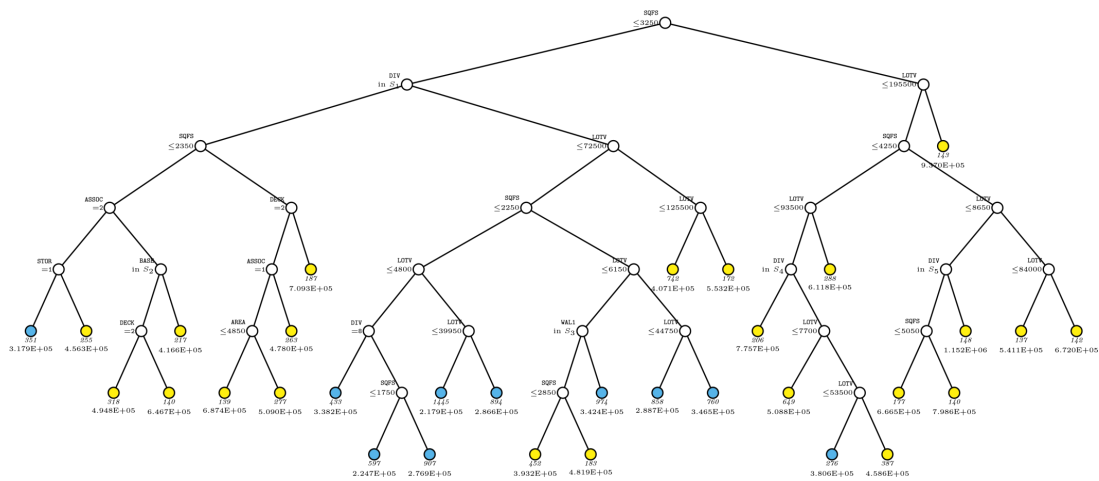 SQFS
≤3250
DIV
in S1
LOTV
≤195500
SQFS
≤2350
LOTV
≤72500
SQFS
≤4250
143
9.370E+05
ASSOC
=2
DECK
=2
SQFS
≤2250
LOTV
≤125500
LOTV
≤93500
LOTV
≤8650
STOR
=1
BASE
in S2
ASSOC
=1
187
7.093E+05
LOTV
≤4800
LOTV
≤6150
742
4.071E+05
172
5.532E+05
DIV
in S4
288
6.118E+05
DIV
in S5
LOTV
≤84000
351
3.179E+05
255
4.563E+05
DECK
=2
217
4.166E+05
AREA
≤4850
263
4.780E+05
DIV
=8
LOTV
≤39950
WALL
in S3
LOTV
≤44750
206
7.757E+05
LOTV
≤7700
SQFS
≤5050
148
1.152E+06
137
5.411E+05
142
6.720E+05
318
4.948E+05
140
6.467E+05
139
6.874E+05
277
5.090E+05
433
3.382E+05
SQFS
≤1750
1445
2.179E+05
894
2.866E+05
SQFS
≤2850
974
3.424E+05
858
2.887E+05
760
3.465E+05
649
5.088E+05
LOTV
≤53500
177
6.665E+05
140
7.986E+05
597
2.247E+05
907
2.769E+05
452
3.932E+05
183
4.819E+05
276
3.806E+05
387
4.586E+05